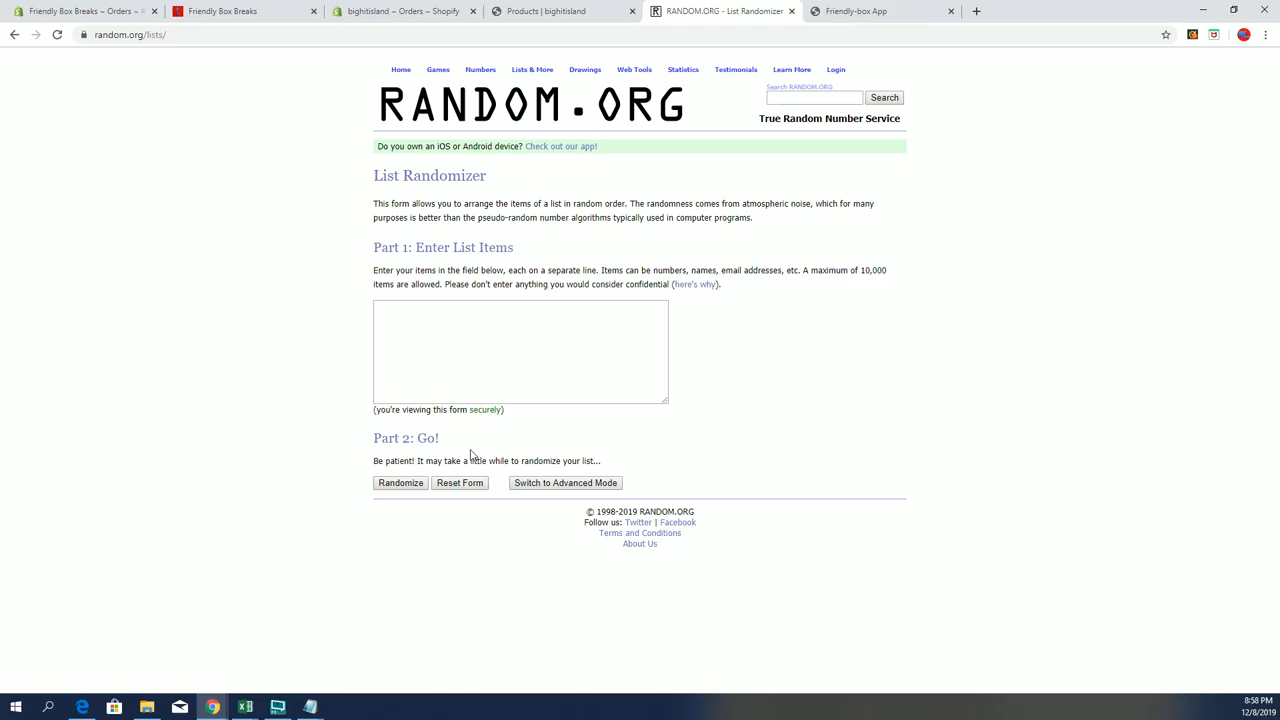 Friendly Box Breaks ~ Orders ~ F
Friendly Box Breaks
bighitisland ~ Orders ~ Shopify
Products | bighitisland
RANDOM.ORG - List Randomizer
Friendly-box App
random.org/lists/
Home Games Numbers Lists & More Drawings Web Tools Statistics Testimonials Learn More Login
RANDOM.ORG
Search RANDOM.ORG
Search
True Random Number Service
Do you own an iOS or Android device? Check out our app!
List Randomizer
This form allows you to arrange the items of a list in random order. The randomness comes from atmospheric noise, which for many
purposes is better than the pseudo-random number algorithms typically used in computer programs.
Part 1: Enter List Items
Enter your items in the field below, each on a separate line. Items can be numbers, names, email addresses, etc. A maximum of 10,000
items are allowed. Please don't enter anything you would consider confidential (here's why).
(you're viewing this form securely)
Part 2: Go!
Be patient! It may take a little while to randomize your list...
Randomize Reset Form Switch to Advanced Mode
© 1998-2019 RANDOM.ORG
Follow us: Twitter | Facebook
Terms and Conditions
About Us
8:58 PM
12/8/2019